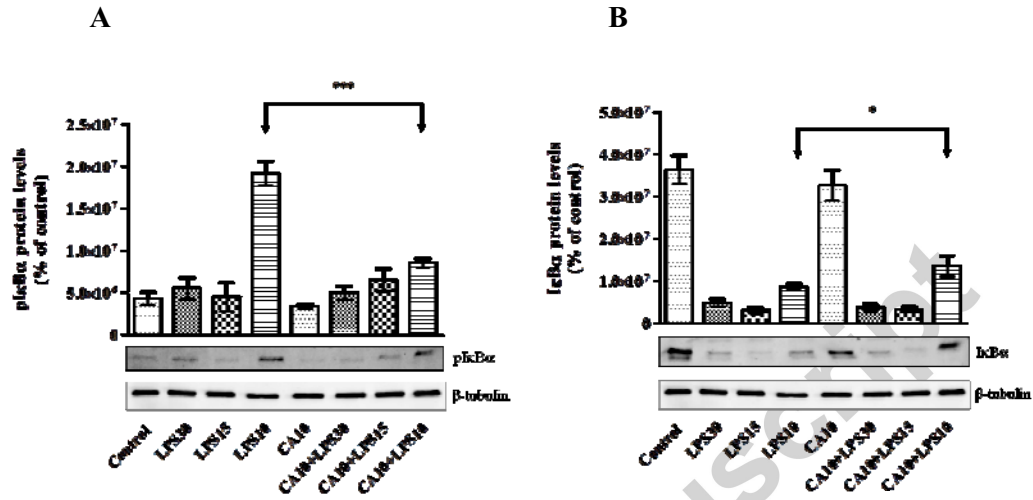 A
B
***
*
2.5x10⁷
2.0x10⁷
1.5x10⁷
1.0x10⁷
5.0x10⁶
0
pIκBα protein levels
(% of control)
pIκBα
β-tubulin
Control
LPS30
LPS15
LPS10
CA10
CA10+LPS30
CA10+LPS15
CA10+LPS10
5.0x10⁷
4.0x10⁷
3.0x10⁷
2.0x10⁷
1.0x10⁷
0
IκBα protein levels
(% of control)
IκBα
β-tubulin
Control
LPS30
LPS15
LPS10
CA10
CA10+LPS30
CA10+LPS15
CA10+LPS10
uscript